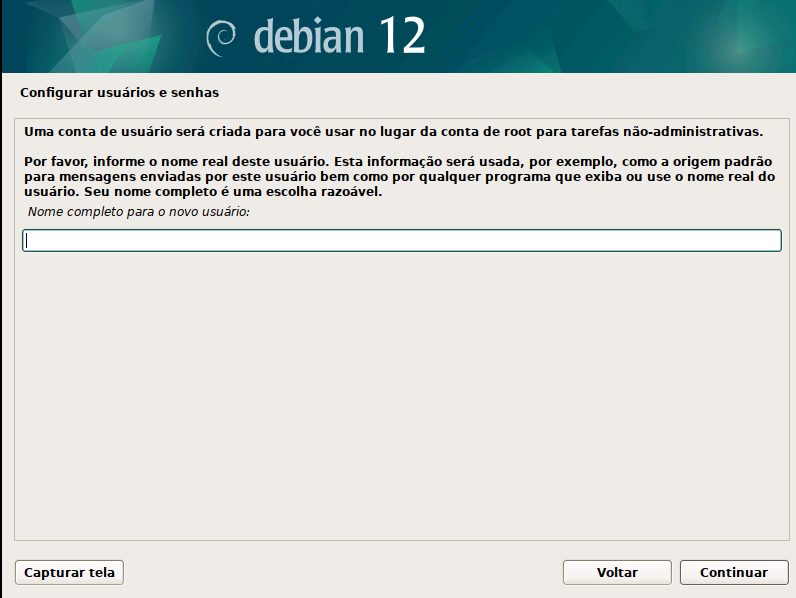 debian 12
Configurar usuários e senhas
Uma conta de usuário será criada para você usar no lugar da conta de root para tarefas não-administrativas.
Por favor, informe o nome real deste usuário. Esta informação será usada, por exemplo, como a origem padrão
para mensagens enviadas por este usuário bem como por qualquer programa que exiba ou use o nome real do
usuário. Seu nome completo é uma escolha razoável.
Nome completo para o novo usuário:
Capturar tela
Voltar
Continuar